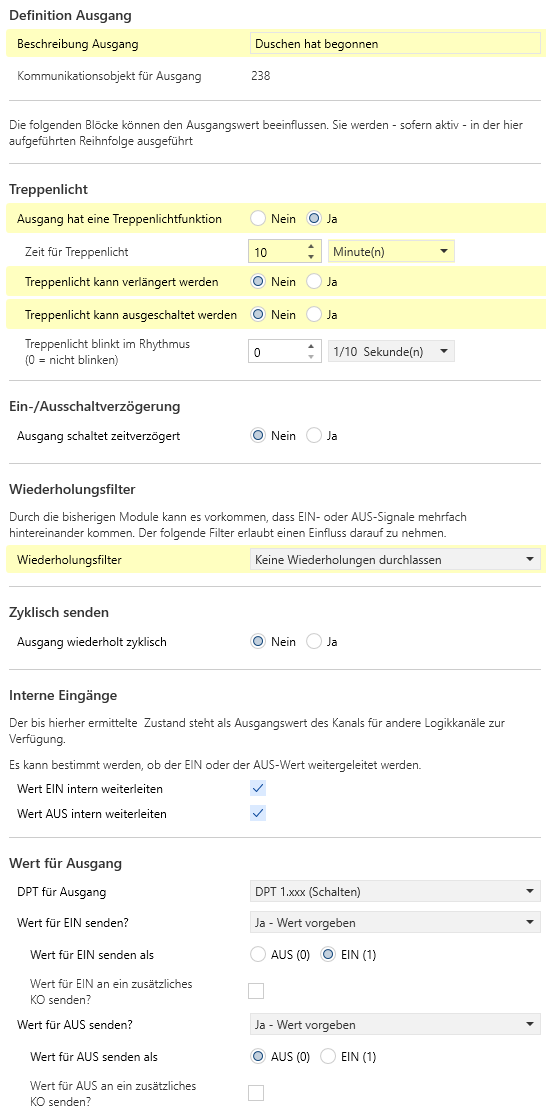 Definition Ausgang
Beschreibung Ausgang Duschen hat begonnen
Kommunikationsobjekt für Ausgang 238
Die folgenden Blöcke können den Ausgangswert beeinflussen. Sie werden - sofern aktiv - in der hier
aufgeführten Reihnfolge ausgeführt
Treppenlicht
Ausgang hat eine Treppenlichtfunktion Nein Ja
Zeit für Treppenlicht 10 Minute(n)
Treppenlicht kann verlängert werden Nein Ja
Treppenlicht kann ausgeschaltet werden Nein Ja
Treppenlicht blinkt im Rhythmus
(0 = nicht blinken) 0 1/10 Sekunde(n)
Ein-/Ausschaltverzögerung
Ausgang schaltet zeitverzögert Nein Ja
Wiederholungsfilter
Durch die bisherigen Module kann es vorkommen, dass EIN- oder AUS-Signale mehrfach
hintereinander kommen. Der folgende Filter erlaubt einen Einfluss darauf zu nehmen.
Wiederholungsfilter Keine Wiederholungen durchlassen
Zyklisch senden
Ausgang wiederholt zyklisch Nein Ja
Interne Eingänge
Der bis hierher ermittelte Zustand steht als Ausgangswert des Kanals für andere Logikkanäle zur
Verfügung.
Es kann bestimmt werden, ob der EIN oder der AUS-Wert weitergeleitet werden.
Wert EIN intern weiterleiten
Wert AUS intern weiterleiten
Wert für Ausgang
DPT für Ausgang DPT 1.xxx (Schalten)
Wert für EIN senden? Ja - Wert vorgeben
Wert für EIN senden als AUS (0) EIN (1)
Wert für EIN an ein zusätzliches
KO senden?
Wert für AUS senden? Ja - Wert vorgeben
Wert für AUS senden als AUS (0) EIN (1)
Wert für AUS an ein zusätzliches
KO senden?